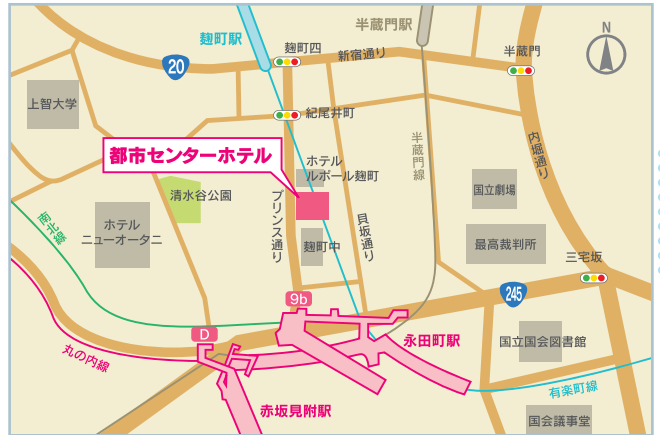 半蔵門駅
麹町駅
麹町四
新宿通り
半蔵門
N
20
上智大学
紀尾井町
半蔵門線
内堀通り
都市センターホテル
ホテル
ルポール麹町
清水谷公園
プリンス通り
貝坂通り
国立劇場
南北線
ホテル
ニューオータニ
麹町中
最高裁判所
三宅坂
245
9b
D
永田町駅
国立国会図書館
丸の内線
有楽町線
赤坂見附駅
国会議事堂